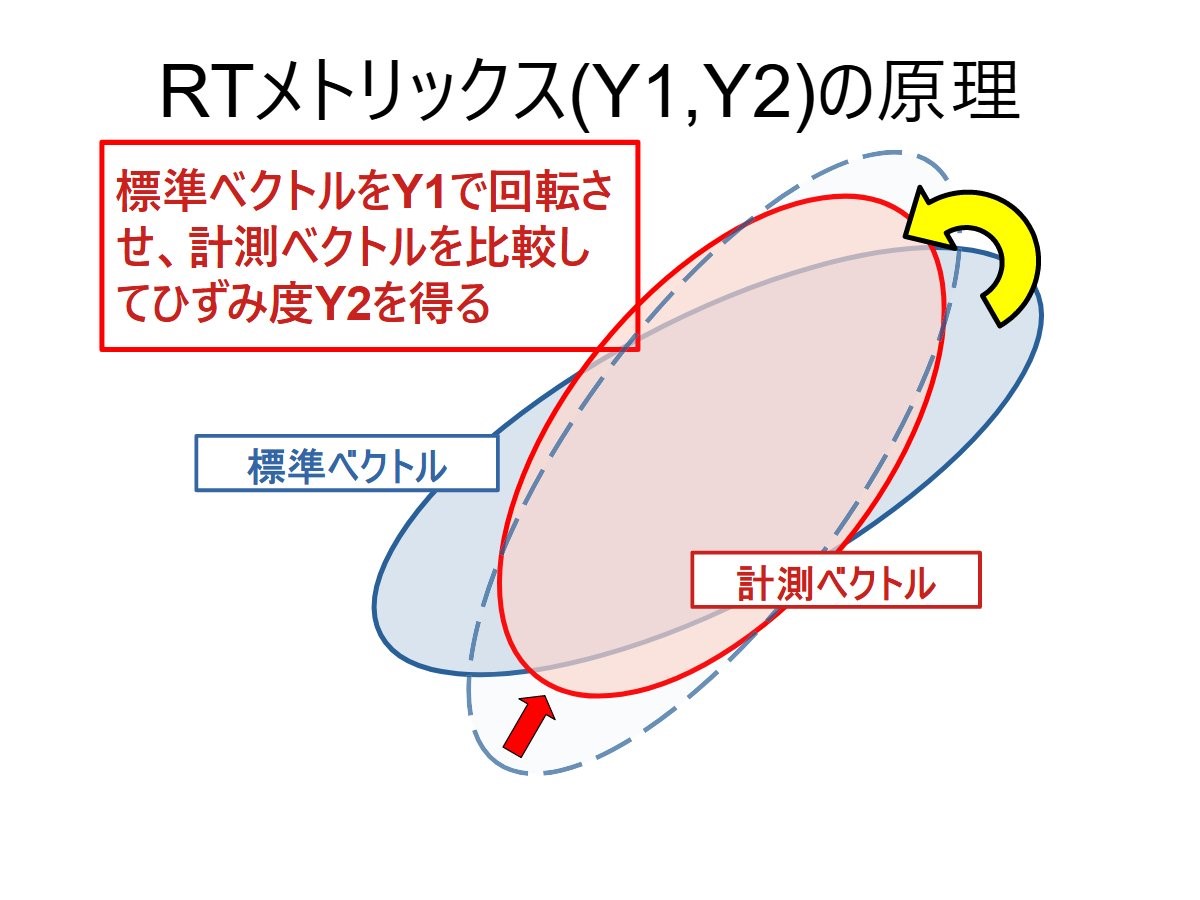 RTメトリックス(Y1,Y2)の原理
標準ベクトルをY1で回転さ
せ、計測ベクトルを比較し
てひずみ度Y2を得る
標準ベクトル
計測ベクトル